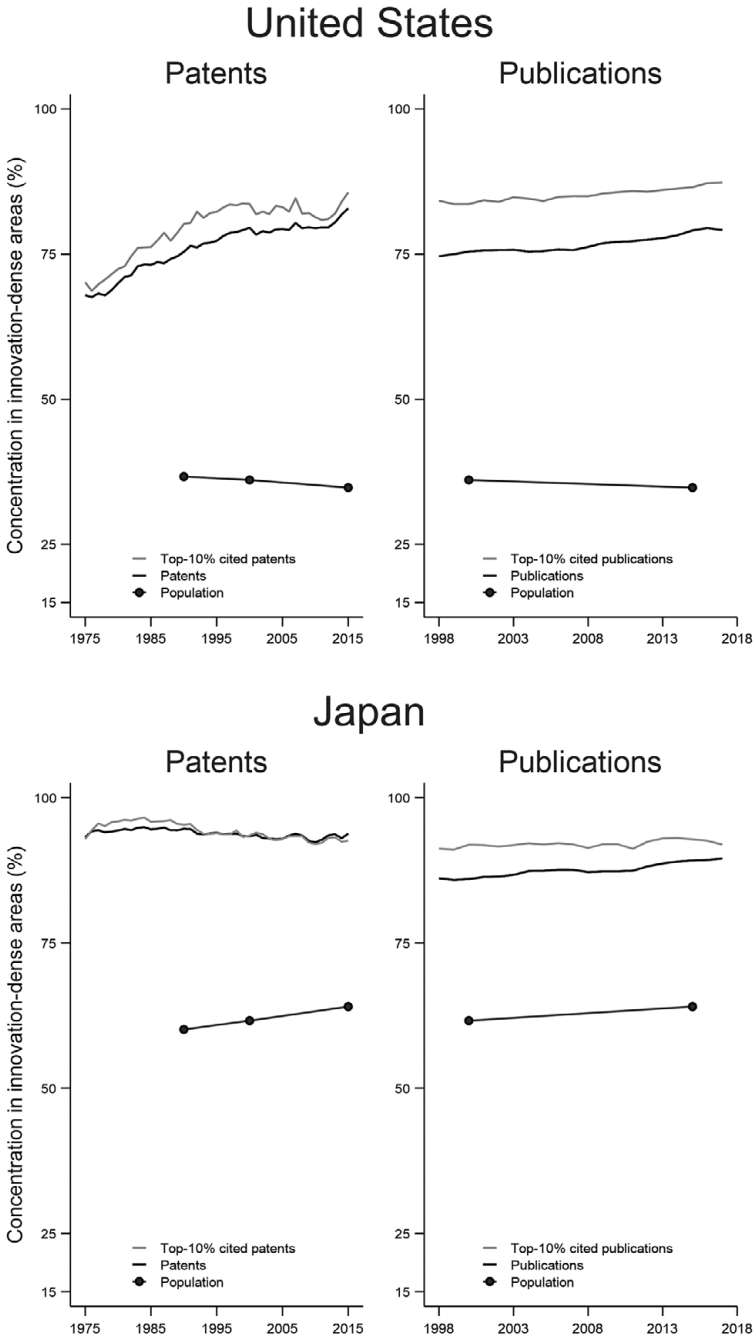 United States
Patents
Publications
Concentration in innovation-dense areas (%)
100
75
50
25
15
Top-10% cited patents
Patents
Population
1975
1985
1995
2005
2015
100
75
50
25
15
Top-10% cited publications
Publications
Population
1998
2003
2008
2013
2018
Japan
Patents
Publications
Concentration in innovation-dense areas (%)
100
75
50
25
15
Top-10% cited patents
Patents
Population
1975
1985
1995
2005
2015
100
75
50
25
15
Top-10% cited publications
Publications
Population
1998
2003
2008
2013
2018